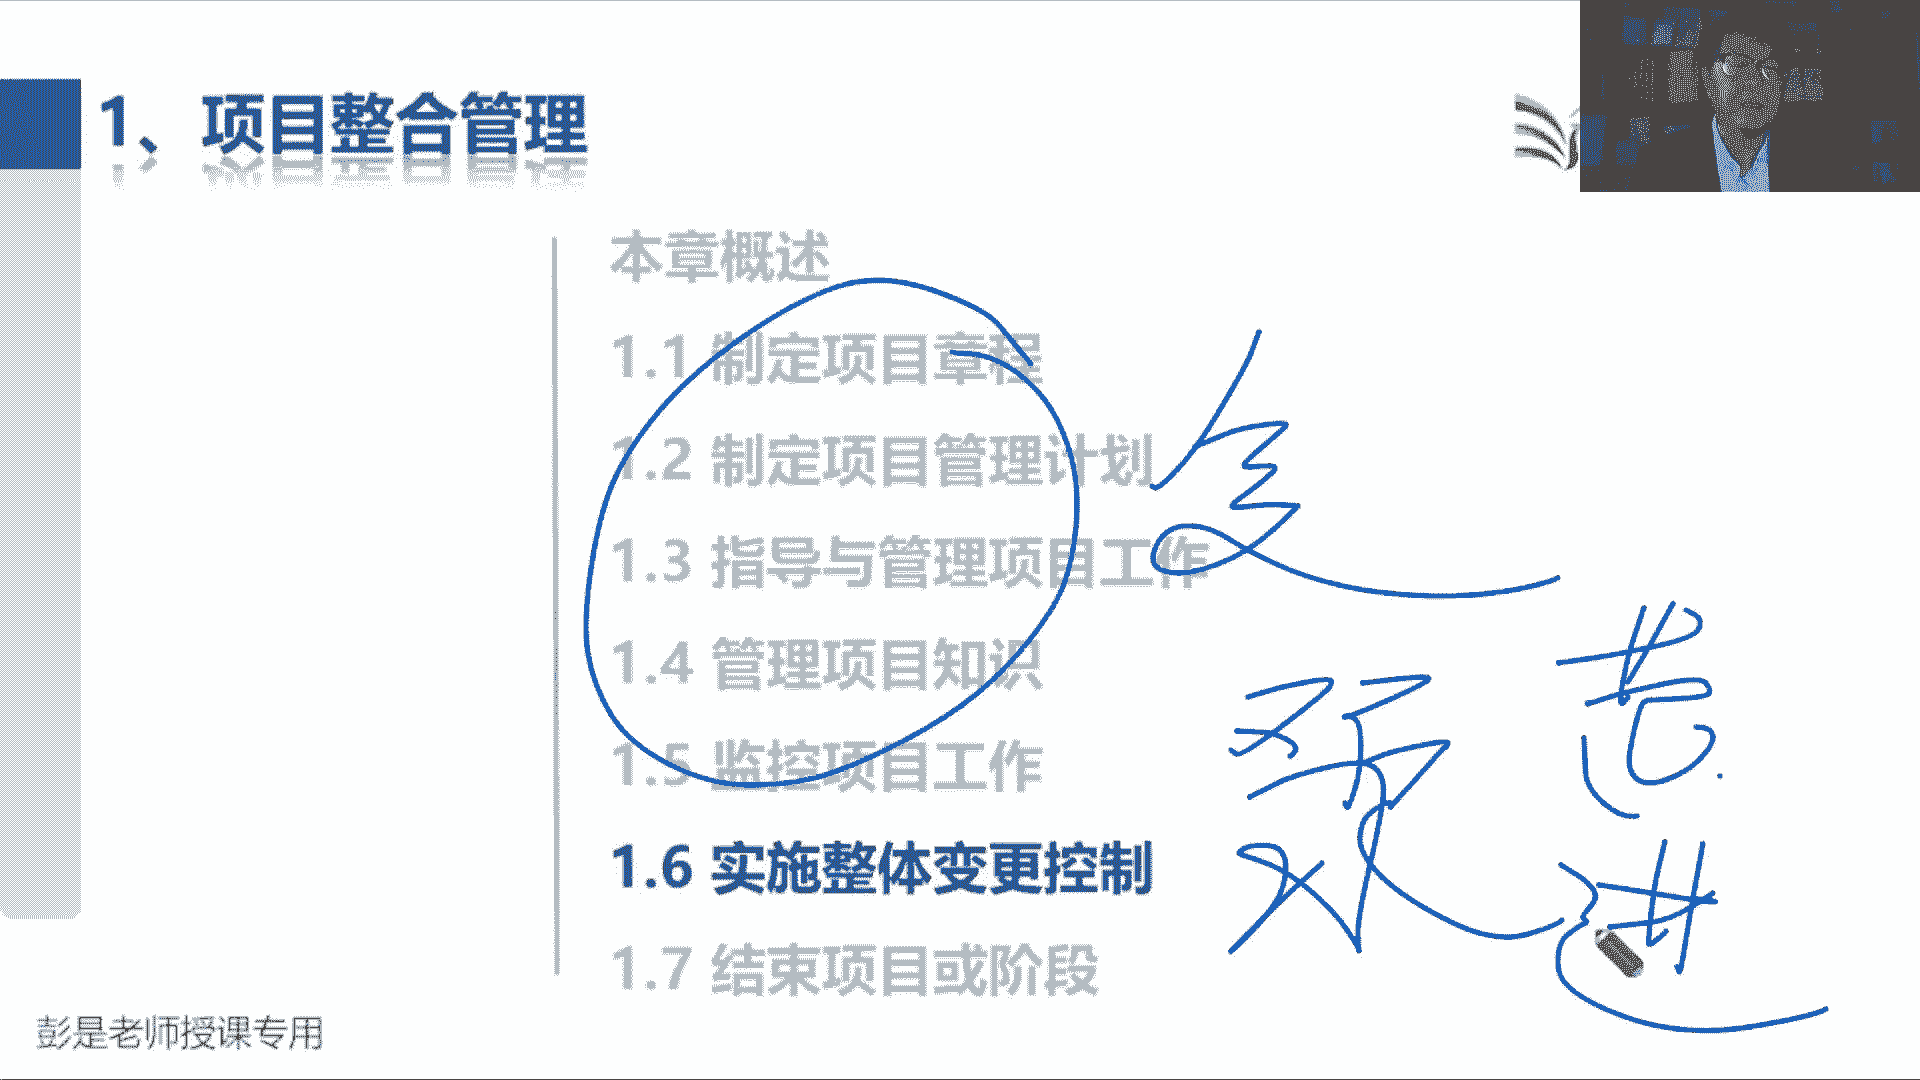 1、项目整合管理
本章概述
1.1 制定项目章程
1.2 制定项目管理计划
1.3 指导与管理项目工作
1.4 管理项目知识
1.5 监控项目工作
1.6 实施整体变更控制
1.7 结束项目或阶段
彭是老师授课专用